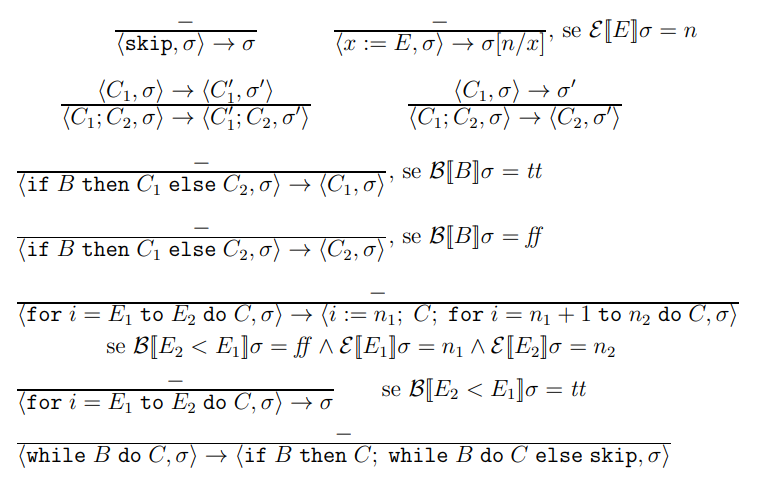 —
⟨skip, σ⟩ → σ
—
⟨x := E, σ⟩ → σ[n/x] , se ℰ⟦E⟧σ = n
⟨C₁, σ⟩ → ⟨C₁′, σ′⟩
⟨C₁; C₂, σ⟩ → ⟨C₁′; C₂, σ′⟩
⟨C₁, σ⟩ → σ′
⟨C₁; C₂, σ⟩ → ⟨C₂, σ′⟩
—
⟨if B then C₁ else C₂, σ⟩ → ⟨C₁, σ⟩ , se ℬ⟦B⟧σ = tt
—
⟨if B then C₁ else C₂, σ⟩ → ⟨C₂, σ⟩ , se ℬ⟦B⟧σ = ff
—
⟨for i = E₁ to E₂ do C, σ⟩ → ⟨i := n₁; C; for i = n₁ + 1 to n₂ do C, σ⟩
se ℬ⟦E₂ < E₁⟧σ = ff ∧ ℰ⟦E₁⟧σ = n₁ ∧ ℰ⟦E₂⟧σ = n₂
—
⟨for i = E₁ to E₂ do C, σ⟩ → σ se ℬ⟦E₂ < E₁⟧σ = tt
—
⟨while B do C, σ⟩ → ⟨if B then C; while B do C else skip, σ⟩